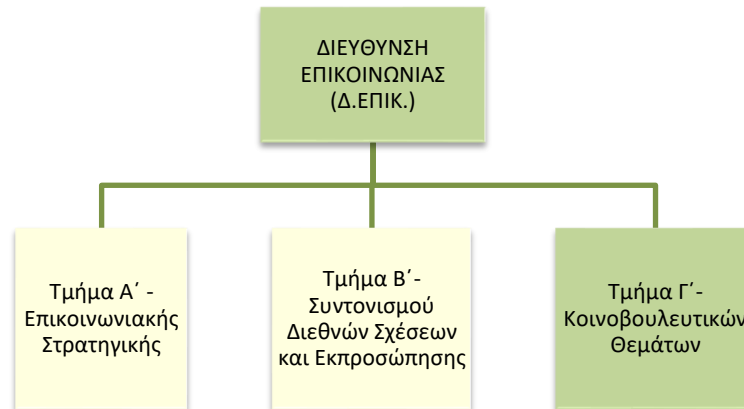 ΔΙΕΥΘΥΝΣΗ
ΕΠΙΚΟΙΝΩΝΙΑΣ
(Δ.ΕΠΙΚ.)
Τμήμα Α΄ -
Επικοινωνιακής
Στρατηγικής
Τμήμα Β΄-
Συντονισμού
Διεθνών Σχέσεων
και Εκπροσώπησης
Τμήμα Γ΄-
Κοινοβουλευτικών
Θεμάτων